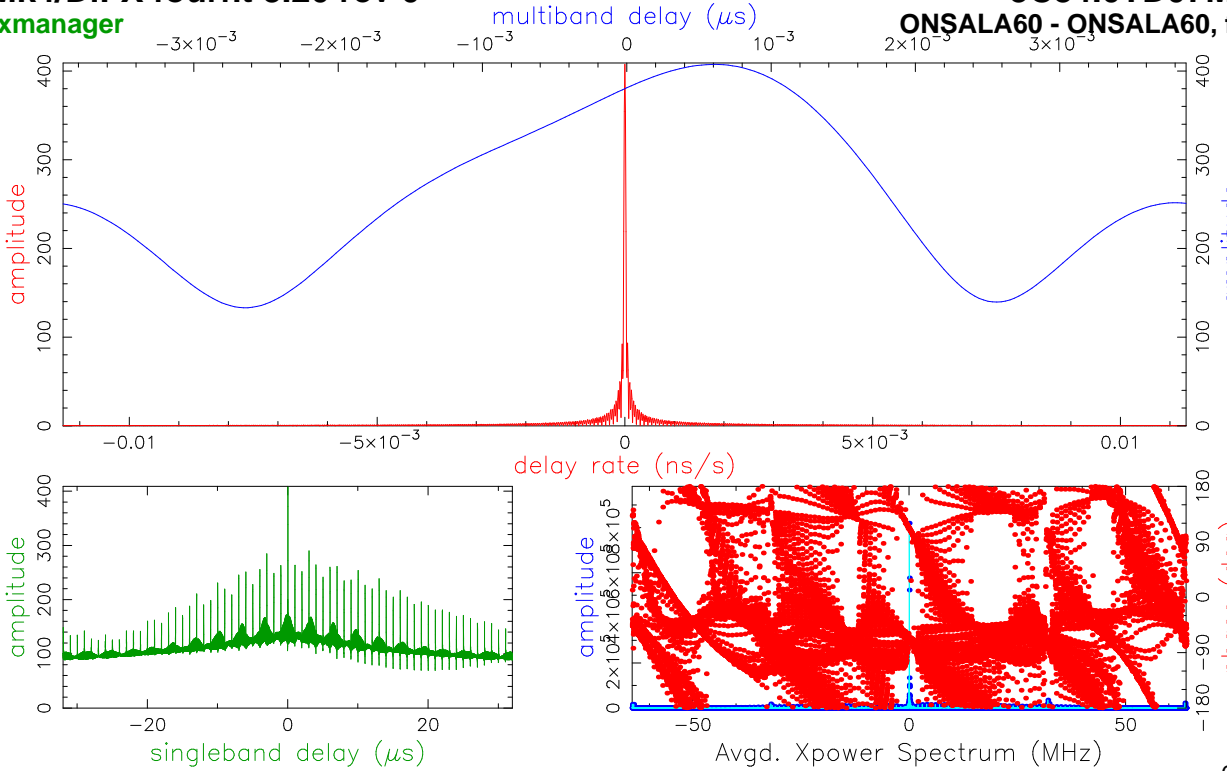 multiband delay (μs)
xmanager
ONSALA60 - ONSALA60,
−3×10⁻³ −2×10⁻³ −10⁻³ 0 10⁻³ 2×10⁻³ 3×10⁻³
400 400
300 300
200 200
100 100
0 0
amplitude
−0.01 −5×10⁻³ 0 5×10⁻³ 0.01
delay rate (ns/s)
400
300
200
100
0
amplitude
−20 0 20
singleband delay (μs)
amplitude
0 2×10⁴
180
90
0
−90
−180
−50 0 50
Avgd. Xpower Spectrum (MHz)